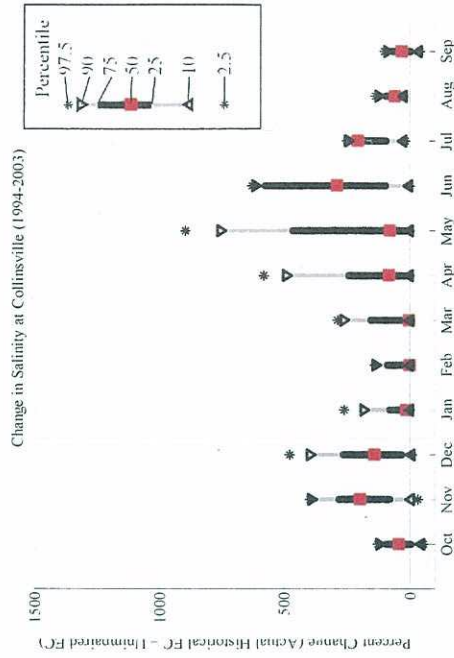 Change in Salinity at Collinsville (1994-2003)
Percentile
97.5
90
75
50
25
10
2.5
1500
1000
500
0
Percent Change (Actual Historical EC – Unimpaired EC)
Oct Nov Dec Jan Feb Mar Apr May Jun Jul Aug Sep